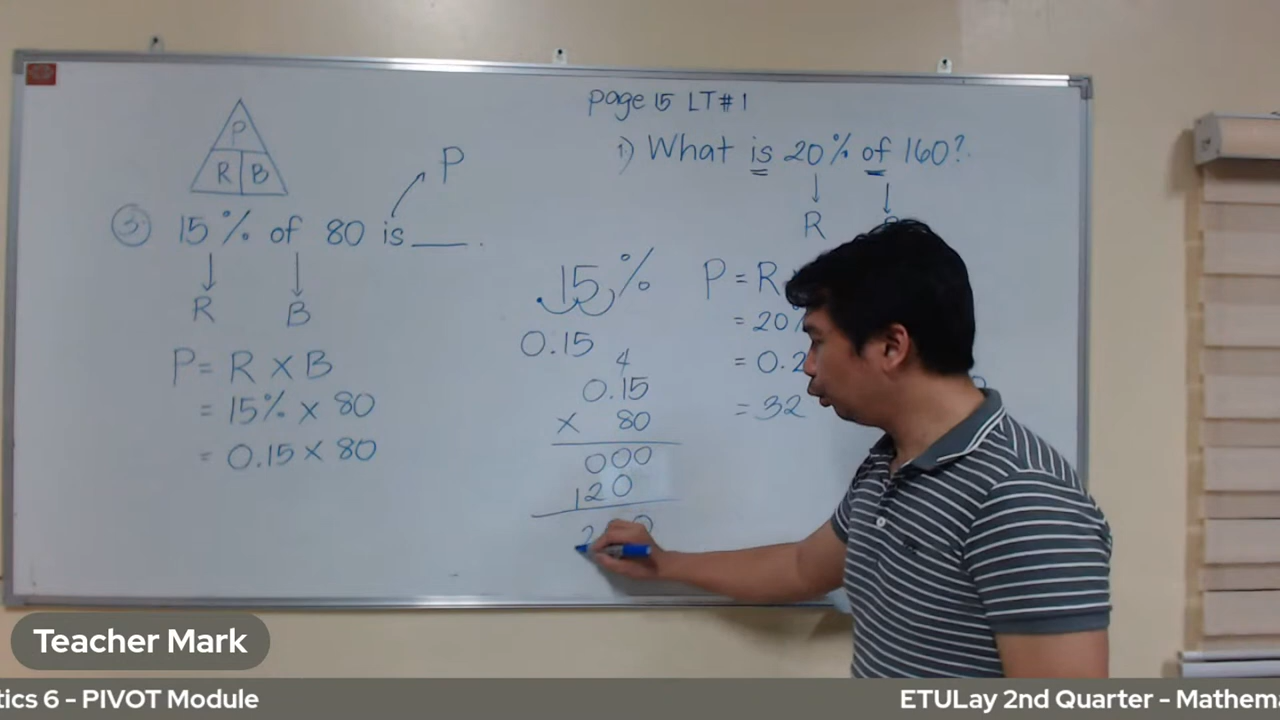 page 15 LT#1
P
R B
1) What is 20% of 160?
R
P
3. 15% of 80 is ___.
R B
P = R x B
= 15% x 80
= 0.15 x 80
15%
0.15
4
0.15
x 80
000
120
P = R
= 20%
= 0.2
= 32
Teacher Mark
tics 6 - PIVOT Module
ETULay 2nd Quarter - Mathema